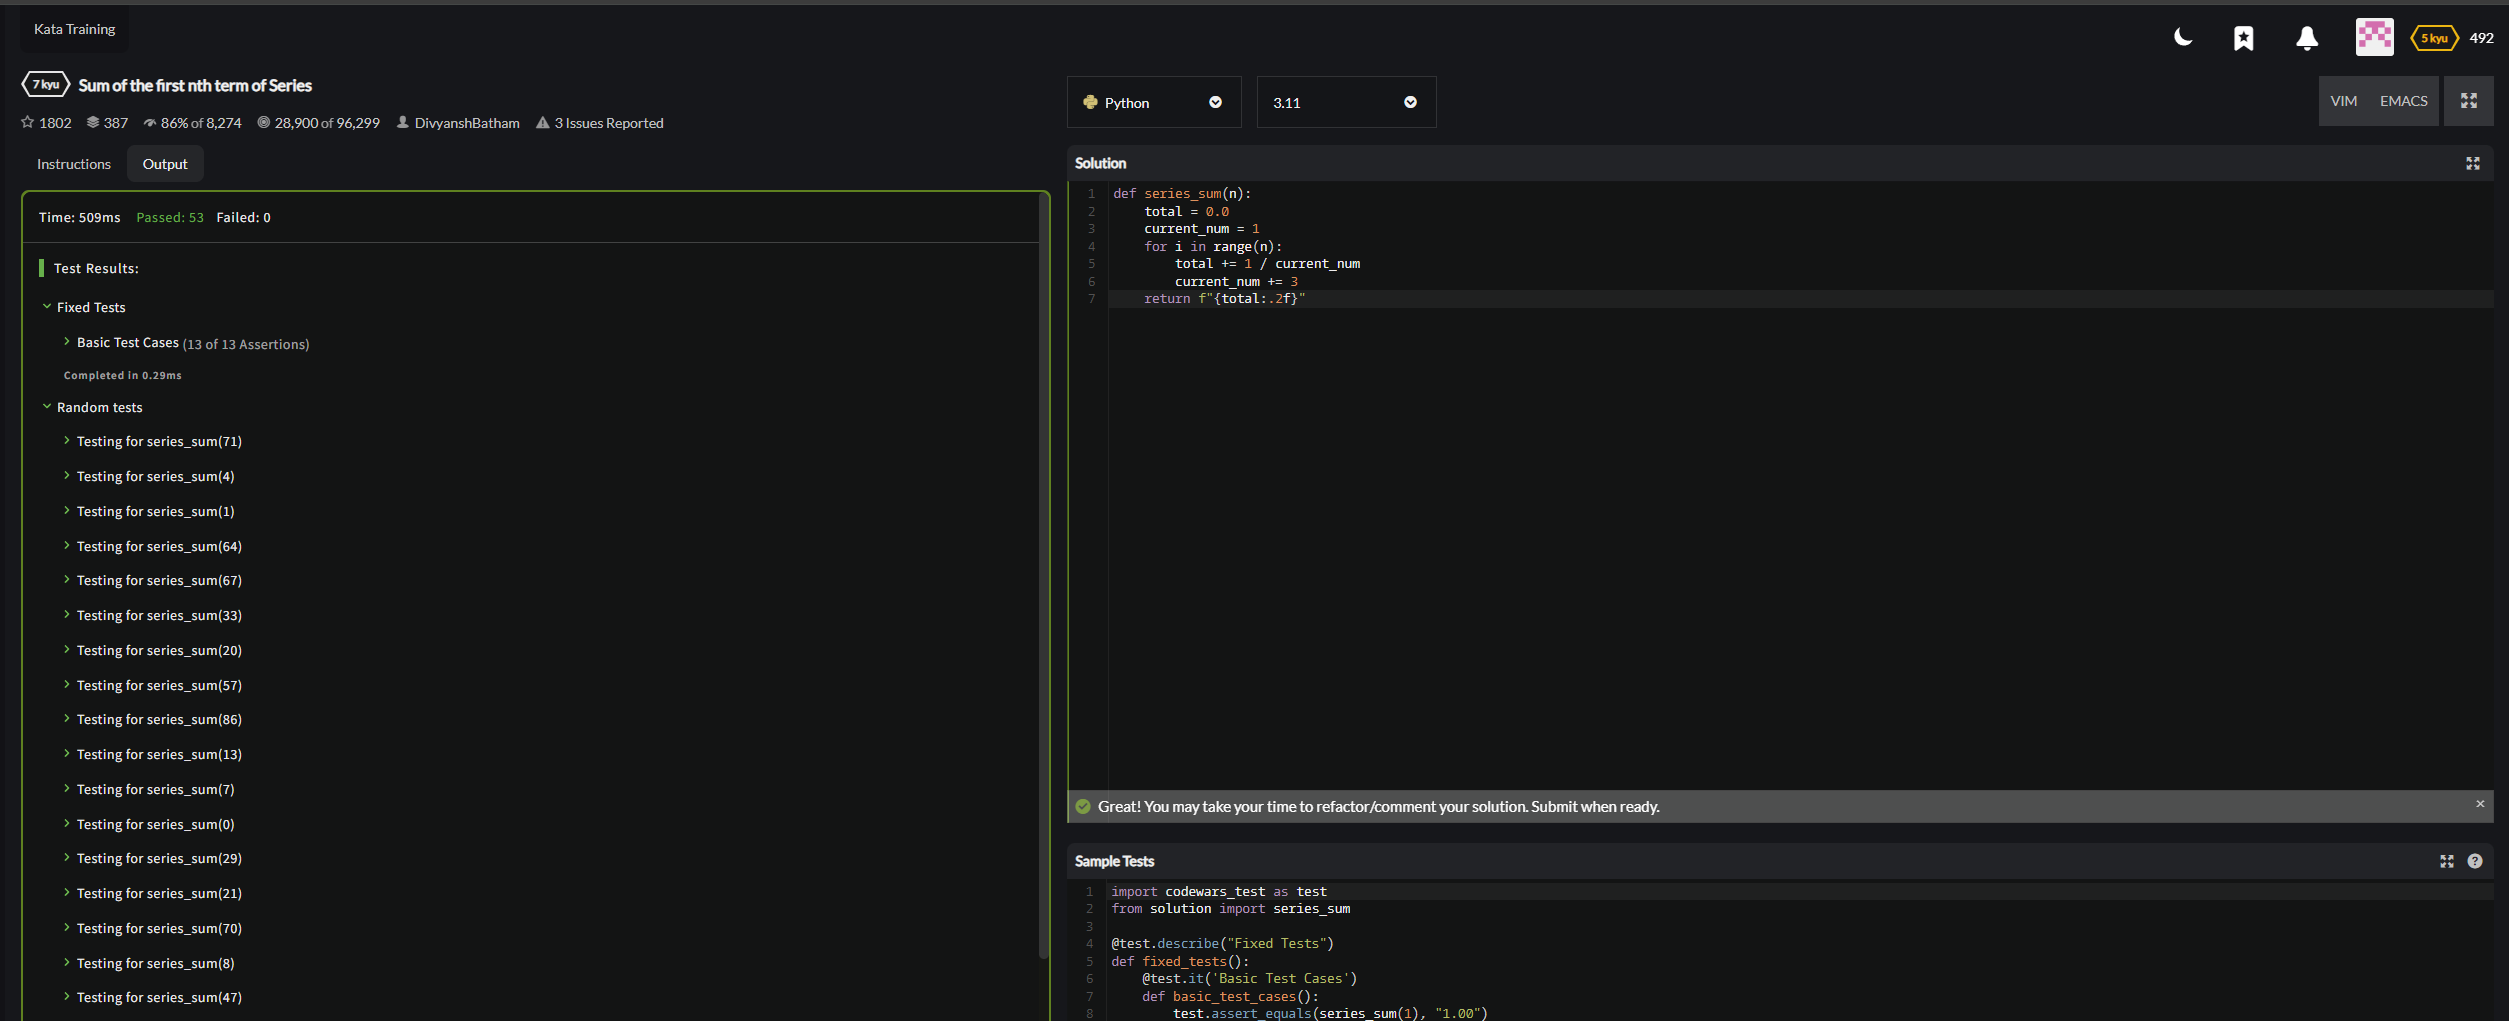 Kata Training
5 kyu 492
7 kyu Sum of the first nth term of Series
1802 387 86% of 8,274 28,900 of 96,299 DivyanshBatham 3 Issues Reported
Instructions Output
Time: 509ms Passed: 53 Failed: 0
Test Results:
Fixed Tests
Basic Test Cases (13 of 13 Assertions)
Completed in 0.29ms
Random tests
Testing for series_sum(71)
Testing for series_sum(4)
Testing for series_sum(1)
Testing for series_sum(64)
Testing for series_sum(67)
Testing for series_sum(33)
Testing for series_sum(20)
Testing for series_sum(57)
Testing for series_sum(86)
Testing for series_sum(13)
Testing for series_sum(7)
Testing for series_sum(0)
Testing for series_sum(29)
Testing for series_sum(21)
Testing for series_sum(70)
Testing for series_sum(8)
Testing for series_sum(47)
Python 3.11 VIM EMACS
Solution
1 def series_sum(n):
2     total = 0.0
3     current_num = 1
4     for i in range(n):
5         total += 1 / current_num
6         current_num += 3
7     return f"{total:.2f}"
Great! You may take your time to refactor/comment your solution. Submit when ready.
Sample Tests
1 import codewars_test as test
2 from solution import series_sum
3
4 @test.describe("Fixed Tests")
5 def fixed_tests():
6     @test.it('Basic Test Cases')
7     def basic_test_cases():
8         test.assert_equals(series_sum(1), "1.00")